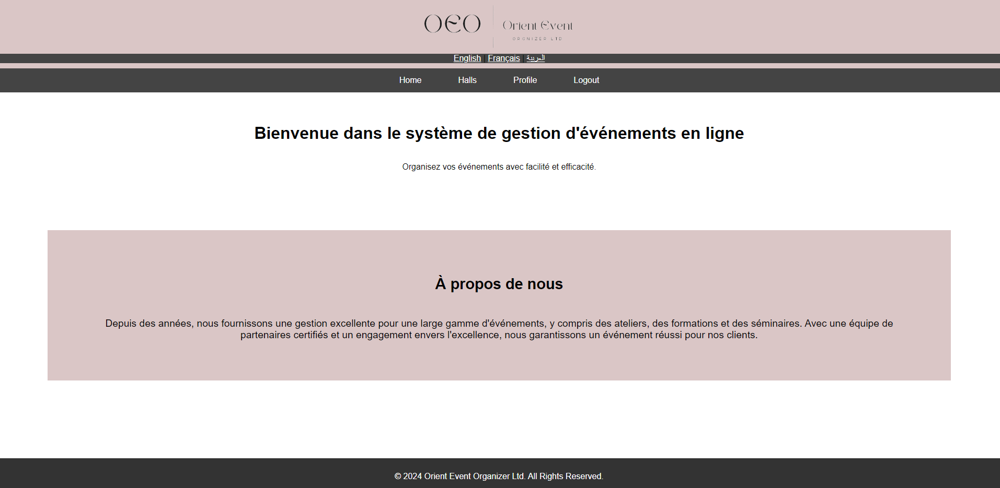 OEO
Orient Event
ORGNIZER LTD
English | Français | العربية
Home Halls Profile Logout
Bienvenue dans le système de gestion d'événements en ligne
Organisez vos événements avec facilité et efficacité.
À propos de nous
Depuis des années, nous fournissons une gestion excellente pour une large gamme d'événements, y compris des ateliers, des formations et des séminaires. Avec une équipe de
partenaires certifiés et un engagement envers l'excellence, nous garantissons un événement réussi pour nos clients.
© 2024 Orient Event Organizer Ltd. All Rights Reserved.